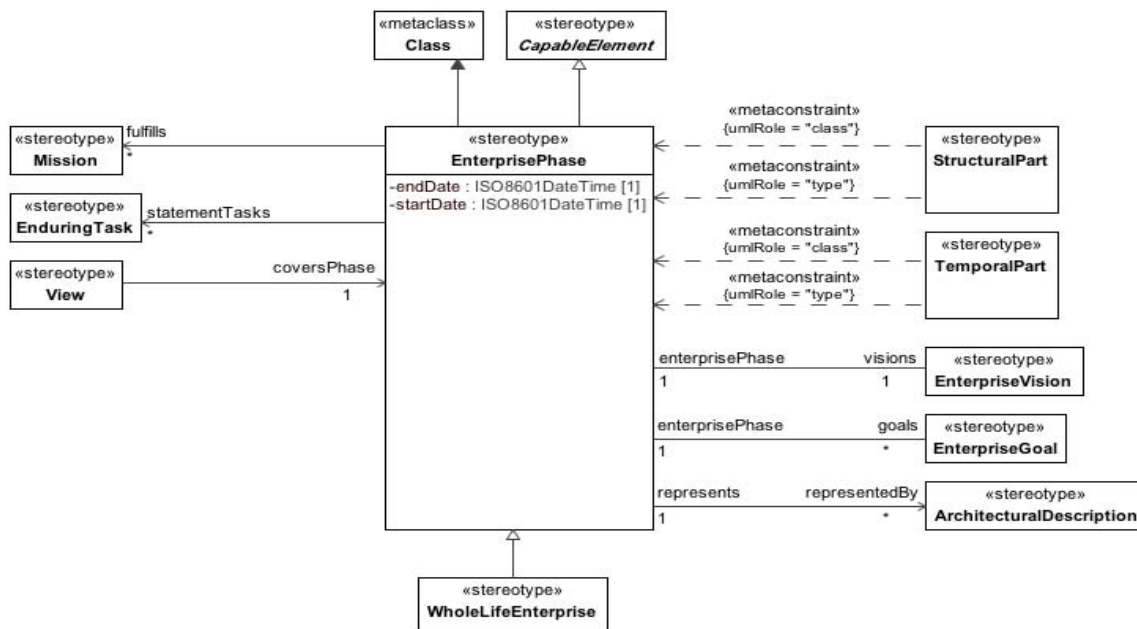 «metaclass»
Class
«stereotype»
CapableElement
«stereotype»
Mission
fulfills
*
«stereotype»
EnduringTask
statementTasks
*
«stereotype»
View
coversPhase
1
«stereotype»
EnterprisePhase
-endDate : ISO8601DateTime [1]
-startDate : ISO8601DateTime [1]
«metaconstraint»
{umlRole = "class"}
«metaconstraint»
{umlRole = "type"}
«stereotype»
StructuralPart
«metaconstraint»
{umlRole = "class"}
«metaconstraint»
{umlRole = "type"}
«stereotype»
TemporalPart
enterprisePhase
1
visions
1
«stereotype»
EnterpriseVision
enterprisePhase
1
goals
*
«stereotype»
EnterpriseGoal
represents
1
representedBy
*
«stereotype»
ArchitecturalDescription
«stereotype»
WholeLifeEnterprise